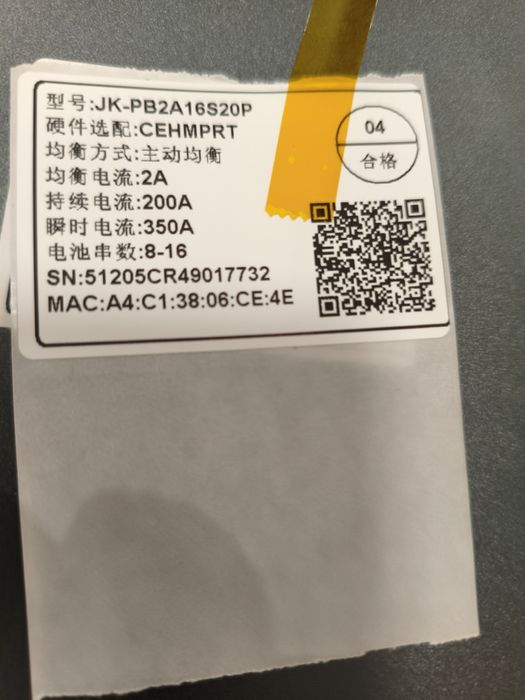 型号:JK-PB2A16S20P
硬件选配:CEHMPRT
均衡方式:主动均衡
均衡电流:2A
持续电流:200A
瞬时电流:350A
电池串数:8-16
SN:51205CR49017732
MAC:A4:C1:38:06:CE:4E
04
合格